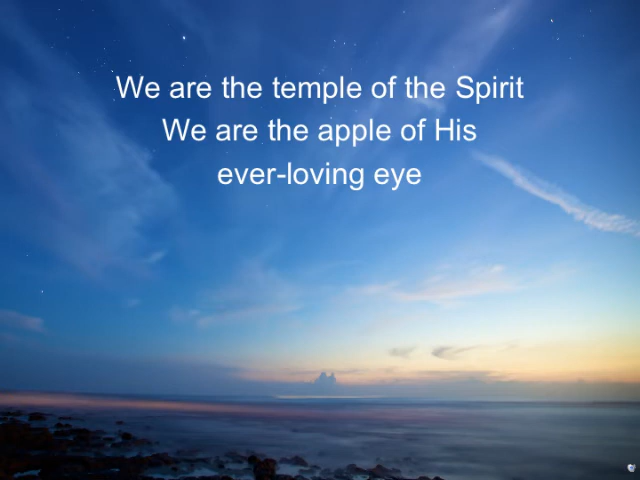 We are the temple of the Spirit
We are the apple of His
ever-loving eye